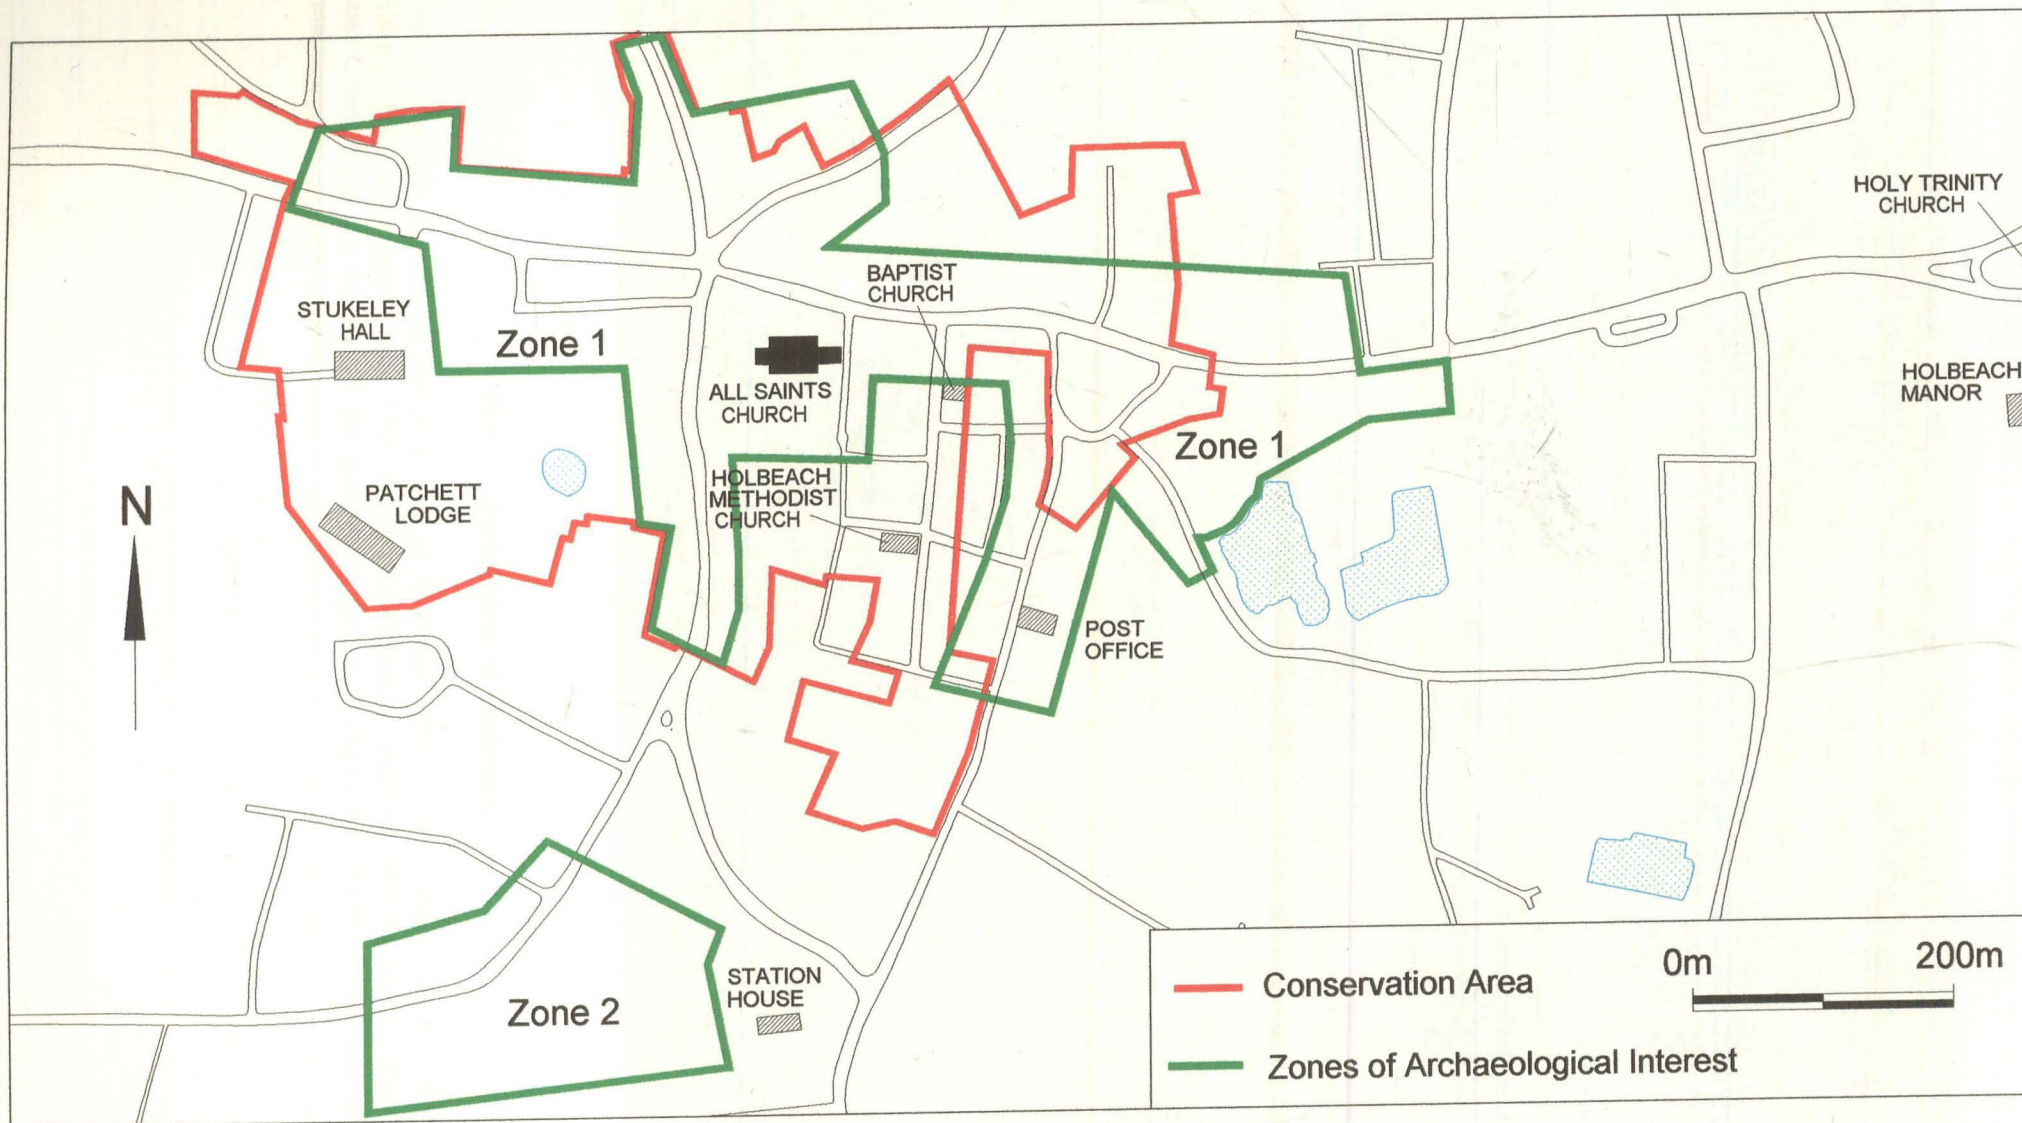 HOLY TRINITY
CHURCH
BAPTIST
CHURCH
STUKELEY
HALL
Zone 1
ALL SAINTS
CHURCH
HOLBEACH
MANOR
Zone 1
HOLBEACH
METHODIST
CHURCH
PATCHETT
LODGE
N
POST
OFFICE
STATION
HOUSE
Zone 2
0m 200m
Conservation Area
Zones of Archaeological Interest